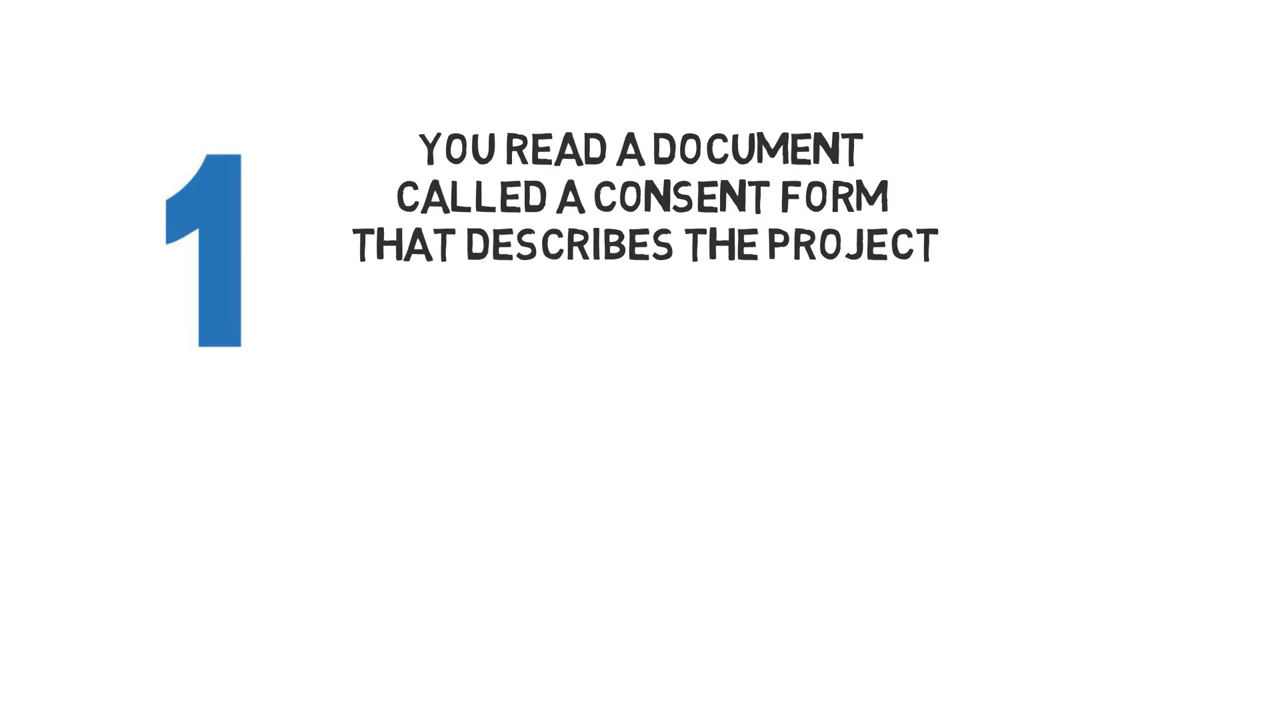 1
YOU READ A DOCUMENT
CALLED A CONSENT FORM
THAT DESCRIBES THE PROJECT